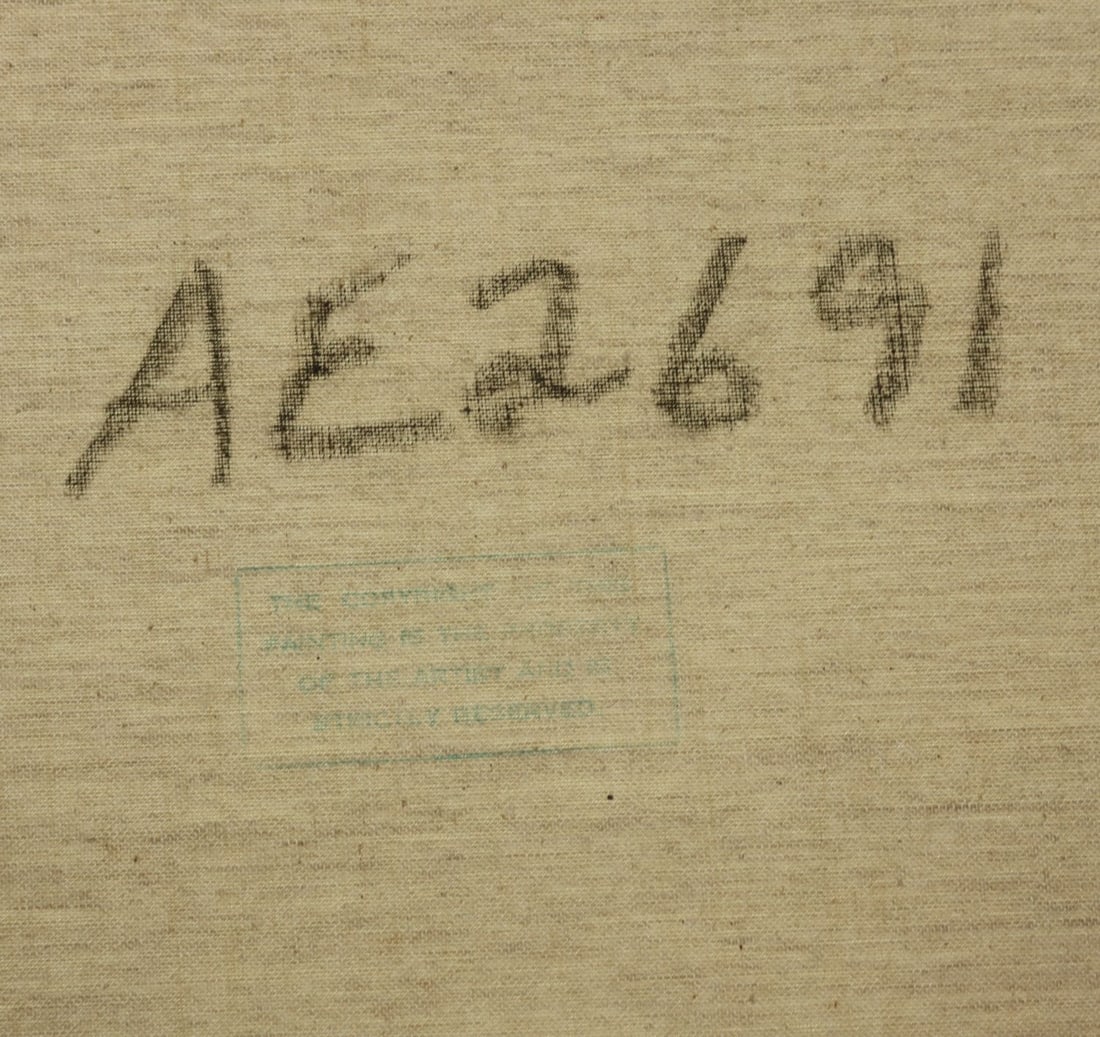 AE2691
THE COPYRIGHT OF THIS
PAINTING IS THE PROPERTY
OF THE ARTIST AND IS
STRICTLY RESERVED